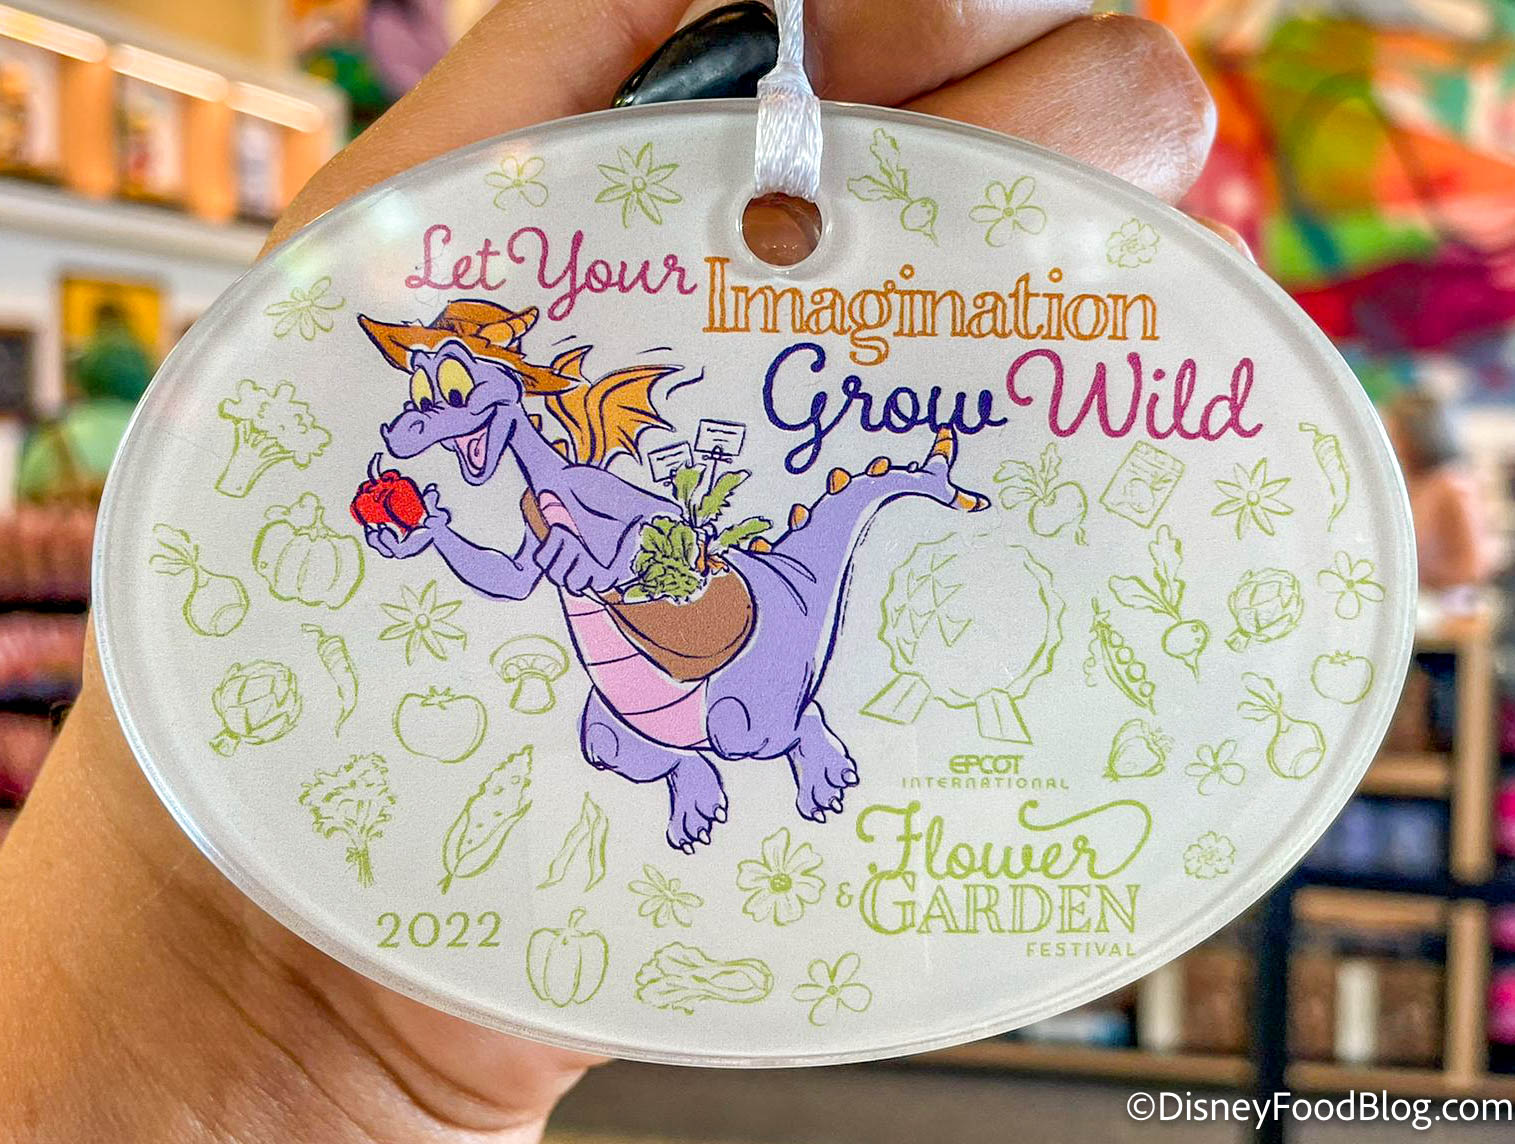 Let Your Imagination
Grow Wild
EPCOT
INTERNATIONAL
Flower
& GARDEN
FESTIVAL
2022
©DisneyFoodBlog.com